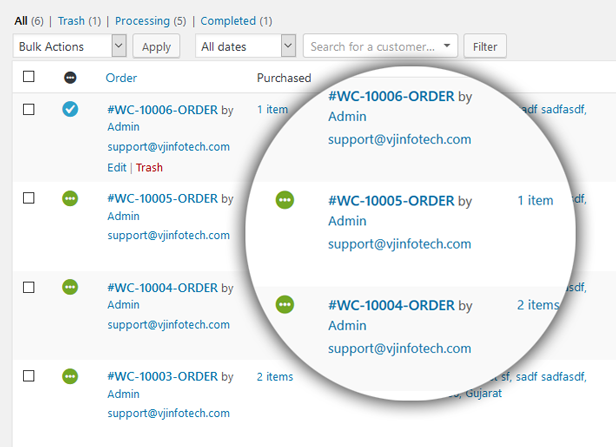 All (6) | Trash (1) | Processing (5) | Completed (1)
Bulk Actions Apply All dates Search for a customer... Filter
Order Purchased
#WC-10006-ORDER by 1 item sadfasdf,
Admin
support@vjinfotech.com
Edit | Trash
#WC-10005-ORDER by
Admin
support@vjinfotech.com
#WC-10004-ORDER by
Admin
support@vjinfotech.com
#WC-10003-ORDER by 2 items sf, sadf sadfasdf,
Admin Gujarat
support@vjinfotech.com
#WC-10006-ORDER by
Admin
support@vjinfotech.com
#WC-10005-ORDER by 1 item
Admin
support@vjinfotech.com
#WC-10004-ORDER by 2 items
Admin
support@vjinfotech.com